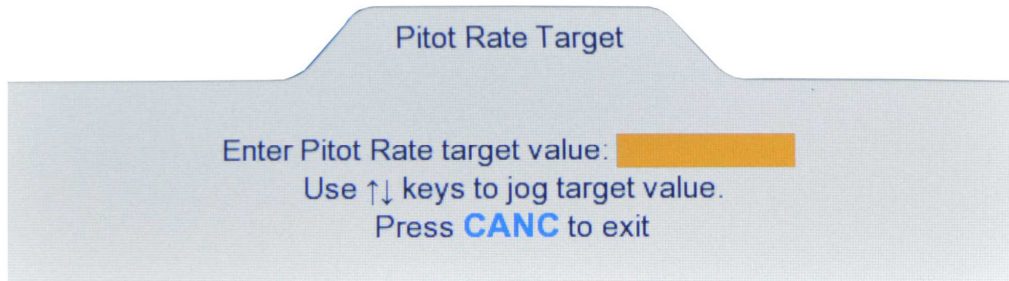 Pitot Rate Target
Enter Pitot Rate target value:
Use ↑↓ keys to jog target value.
Press CANC to exit